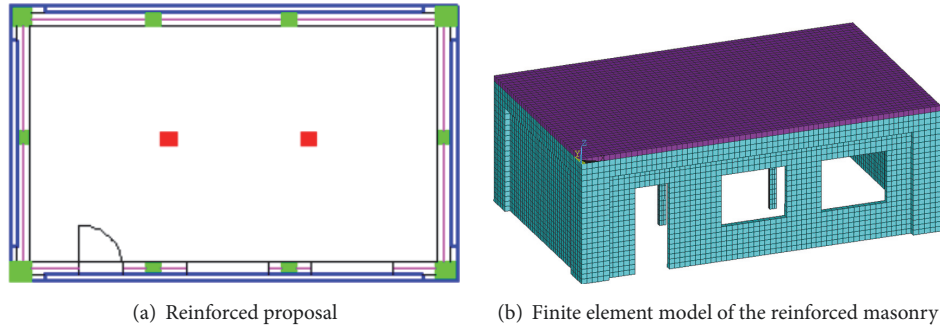 Z
Y
(a) Reinforced proposal
(b) Finite element model of the reinforced masonry